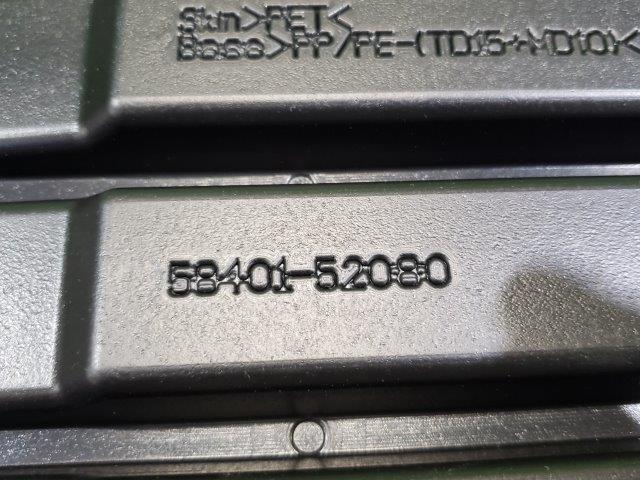 Skin>PET<
Base>PP/PE-(TD15+MD10)<
58401-52080